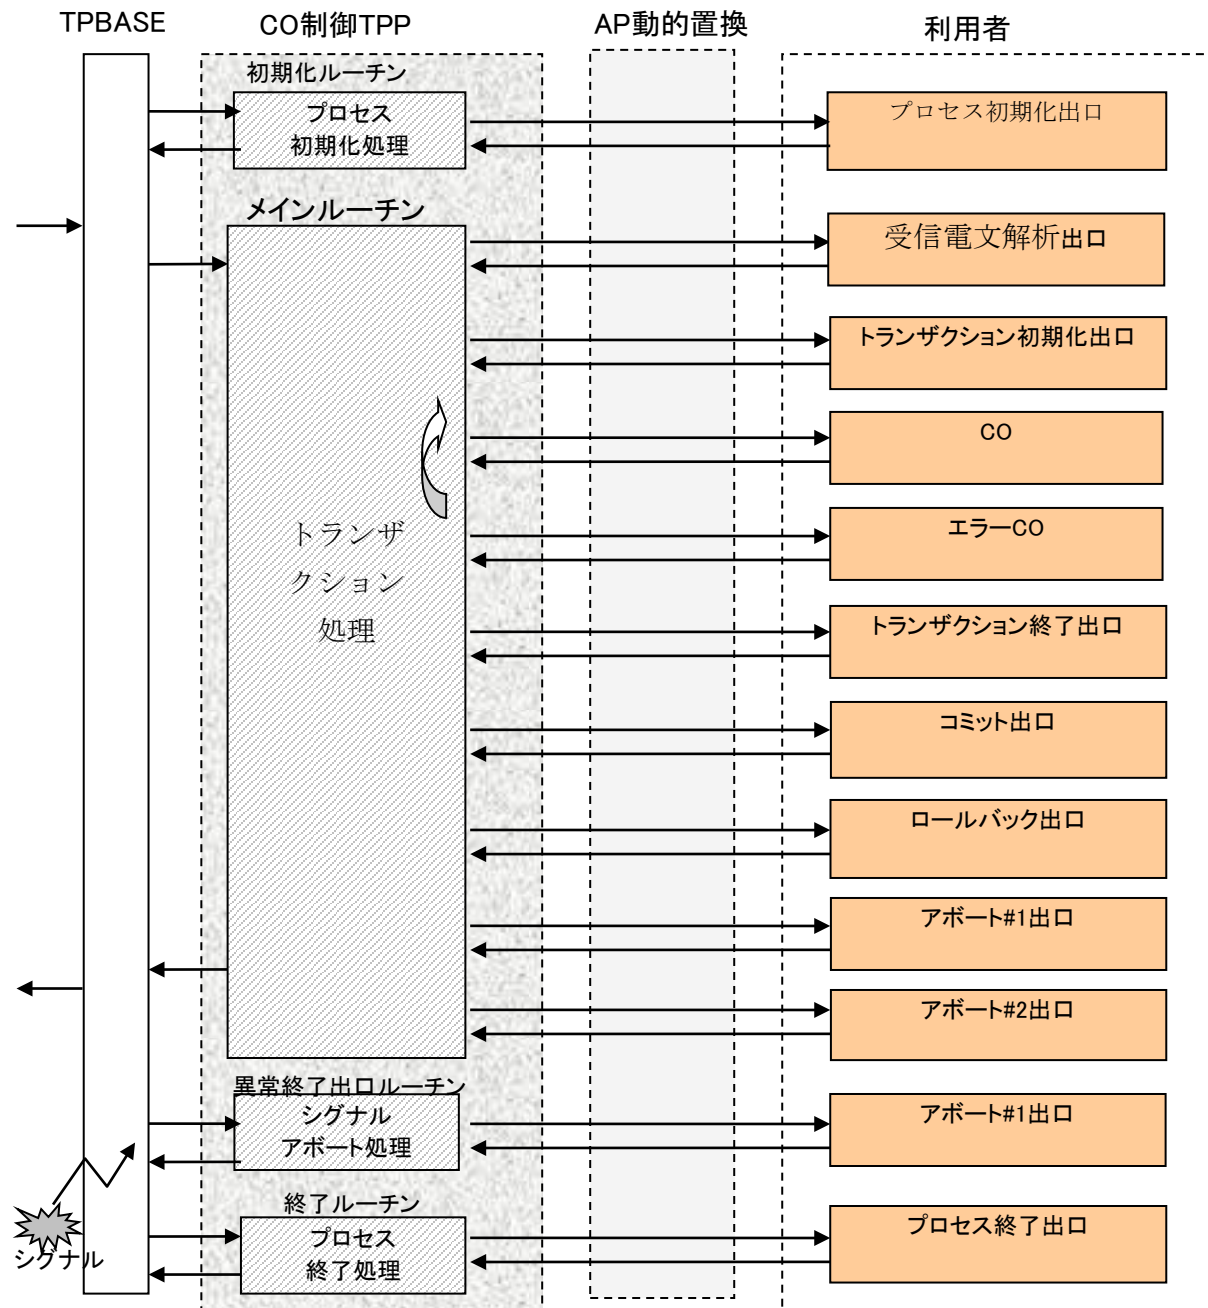 TPBASE
CO制御TPP
AP動的置換
利用者
初期化ルーチン
プロセス
初期化処理
プロセス初期化出口
メインルーチン
受信電文解析出口
トランザクション初期化出口
CO
エラーCO
トランザ
クション
処理
トランザクション終了出口
コミット出口
ロールバック出口
アボート#1出口
アボート#2出口
異常終了出口ルーチン
シグナル
アボート処理
アボート#1出口
シグナル
終了ルーチン
プロセス
終了処理
プロセス終了出口